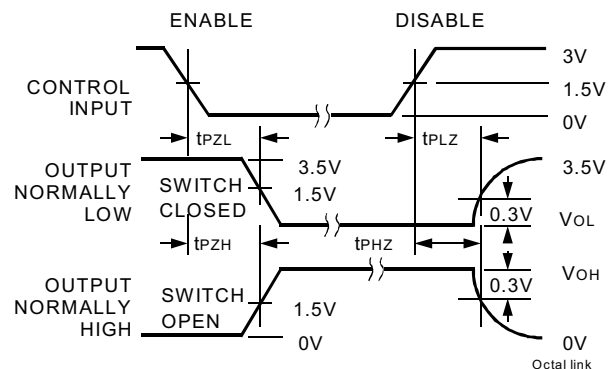 ENABLE DISABLE
3V
CONTROL INPUT 1.5V
0V
tPZL tPLZ
OUTPUT NORMALLY LOW
SWITCH CLOSED
3.5V 3.5V
1.5V
0.3V VOL
tPZH tPHZ
VOH
OUTPUT NORMALLY HIGH
SWITCH OPEN
1.5V 0.3V
0V 0V
Octal link